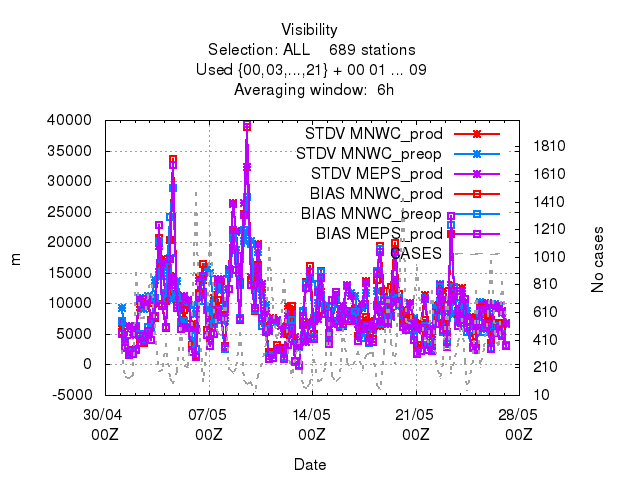 Visibility
Selection: ALL    689 stations
Used {00,03,...,21} + 00 01 ... 09
Averaging window:  6h
40000
35000
30000
25000
20000
15000
10000
5000
0
-5000
m
STDV MNWC_prod
STDV MNWC_preop
STDV MEPS_prod
BIAS MNWC_prod
BIAS MNWC_preop
BIAS MEPS_prod
CASES
1810
1610
1410
1210
1010
810
610
410
210
10
No cases
30/04 07/05 14/05 21/05 28/05
00Z 00Z 00Z 00Z 00Z
Date